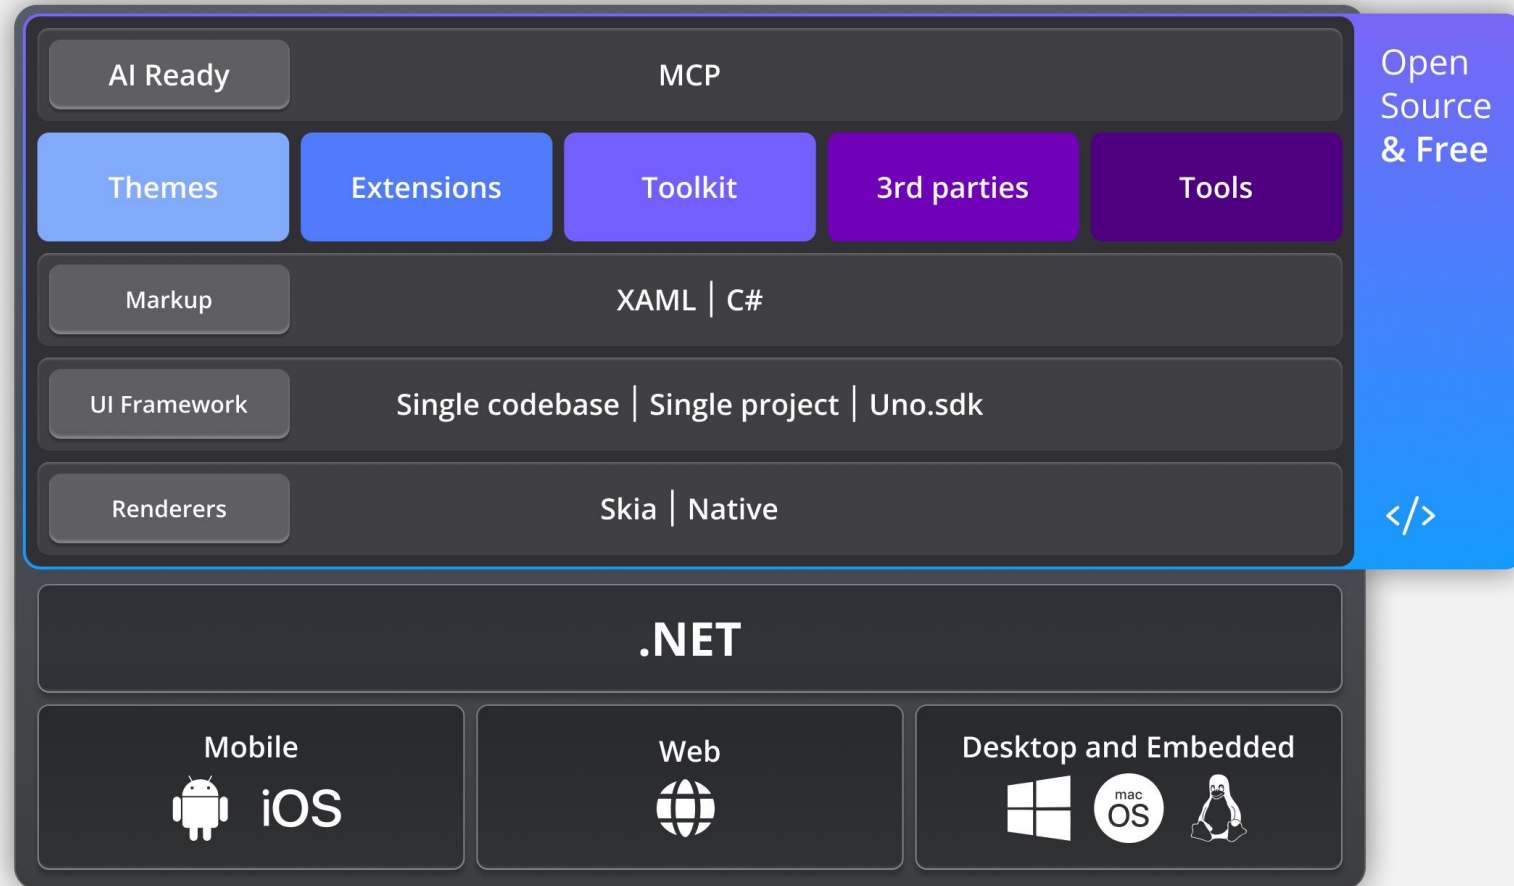 AI Ready
MCP
Open
Source
& Free
Themes
Extensions
Toolkit
3rd parties
Tools
Markup
XAML | C#
UI Framework
Single codebase | Single project | Uno.sdk
Renderers
Skia | Native
</>
.NET
Mobile
iOS
Web
Desktop and Embedded
mac
OS